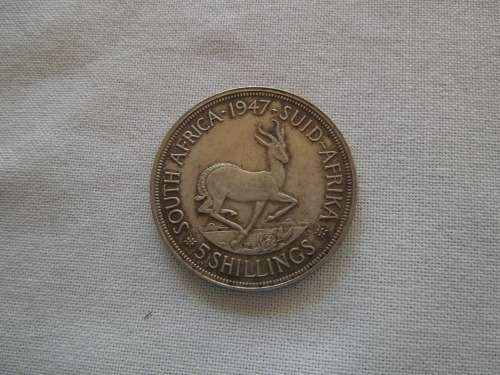 SOUTH AFRICA · 1947 · SUID-AFRIKA
5 SHILLINGS